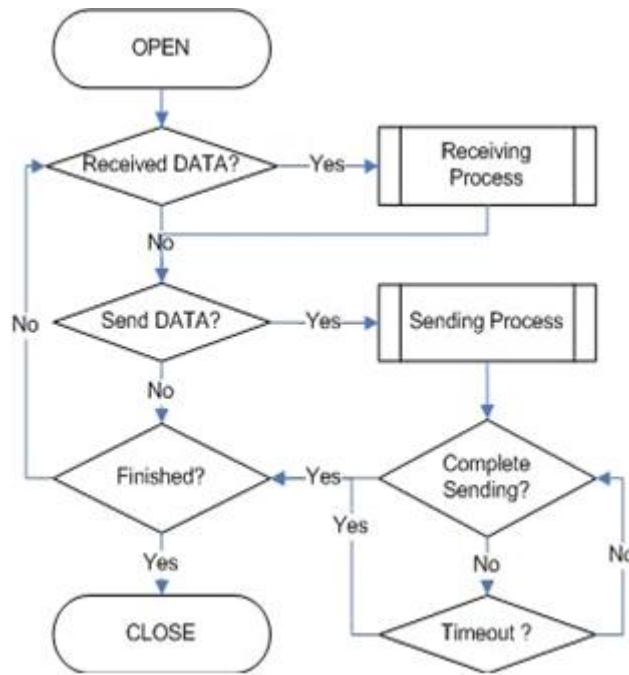 OPEN
Received DATA?
Yes
Receiving
Process
No
Send DATA?
Yes
Sending Process
No
No
Finished?
Yes
Complete
Sending?
Yes
No
No
Yes
CLOSE
Timeout ?